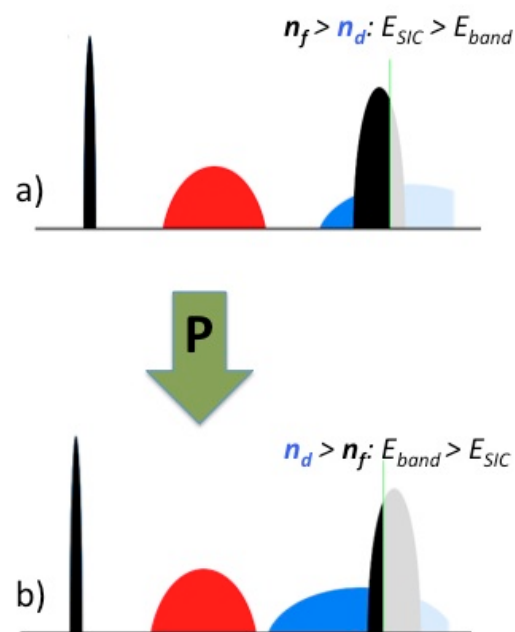 n_f > n_d: E_SIC > E_band
a)
P
n_d > n_f: E_band > E_SIC
b)